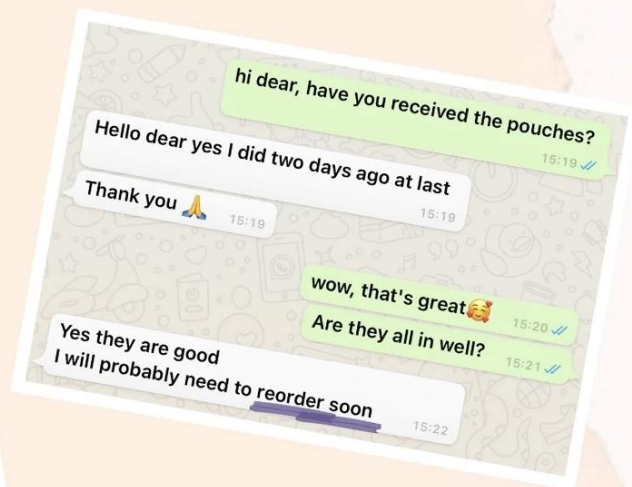 hi dear, have you received the pouches?
15:19
Hello dear yes I did two days ago at last
15:19
Thank you 🙏 15:19
wow, that's great🥰 15:20
Are they all in well? 15:21
Yes they are good
I will probably need to reorder soon
15:22